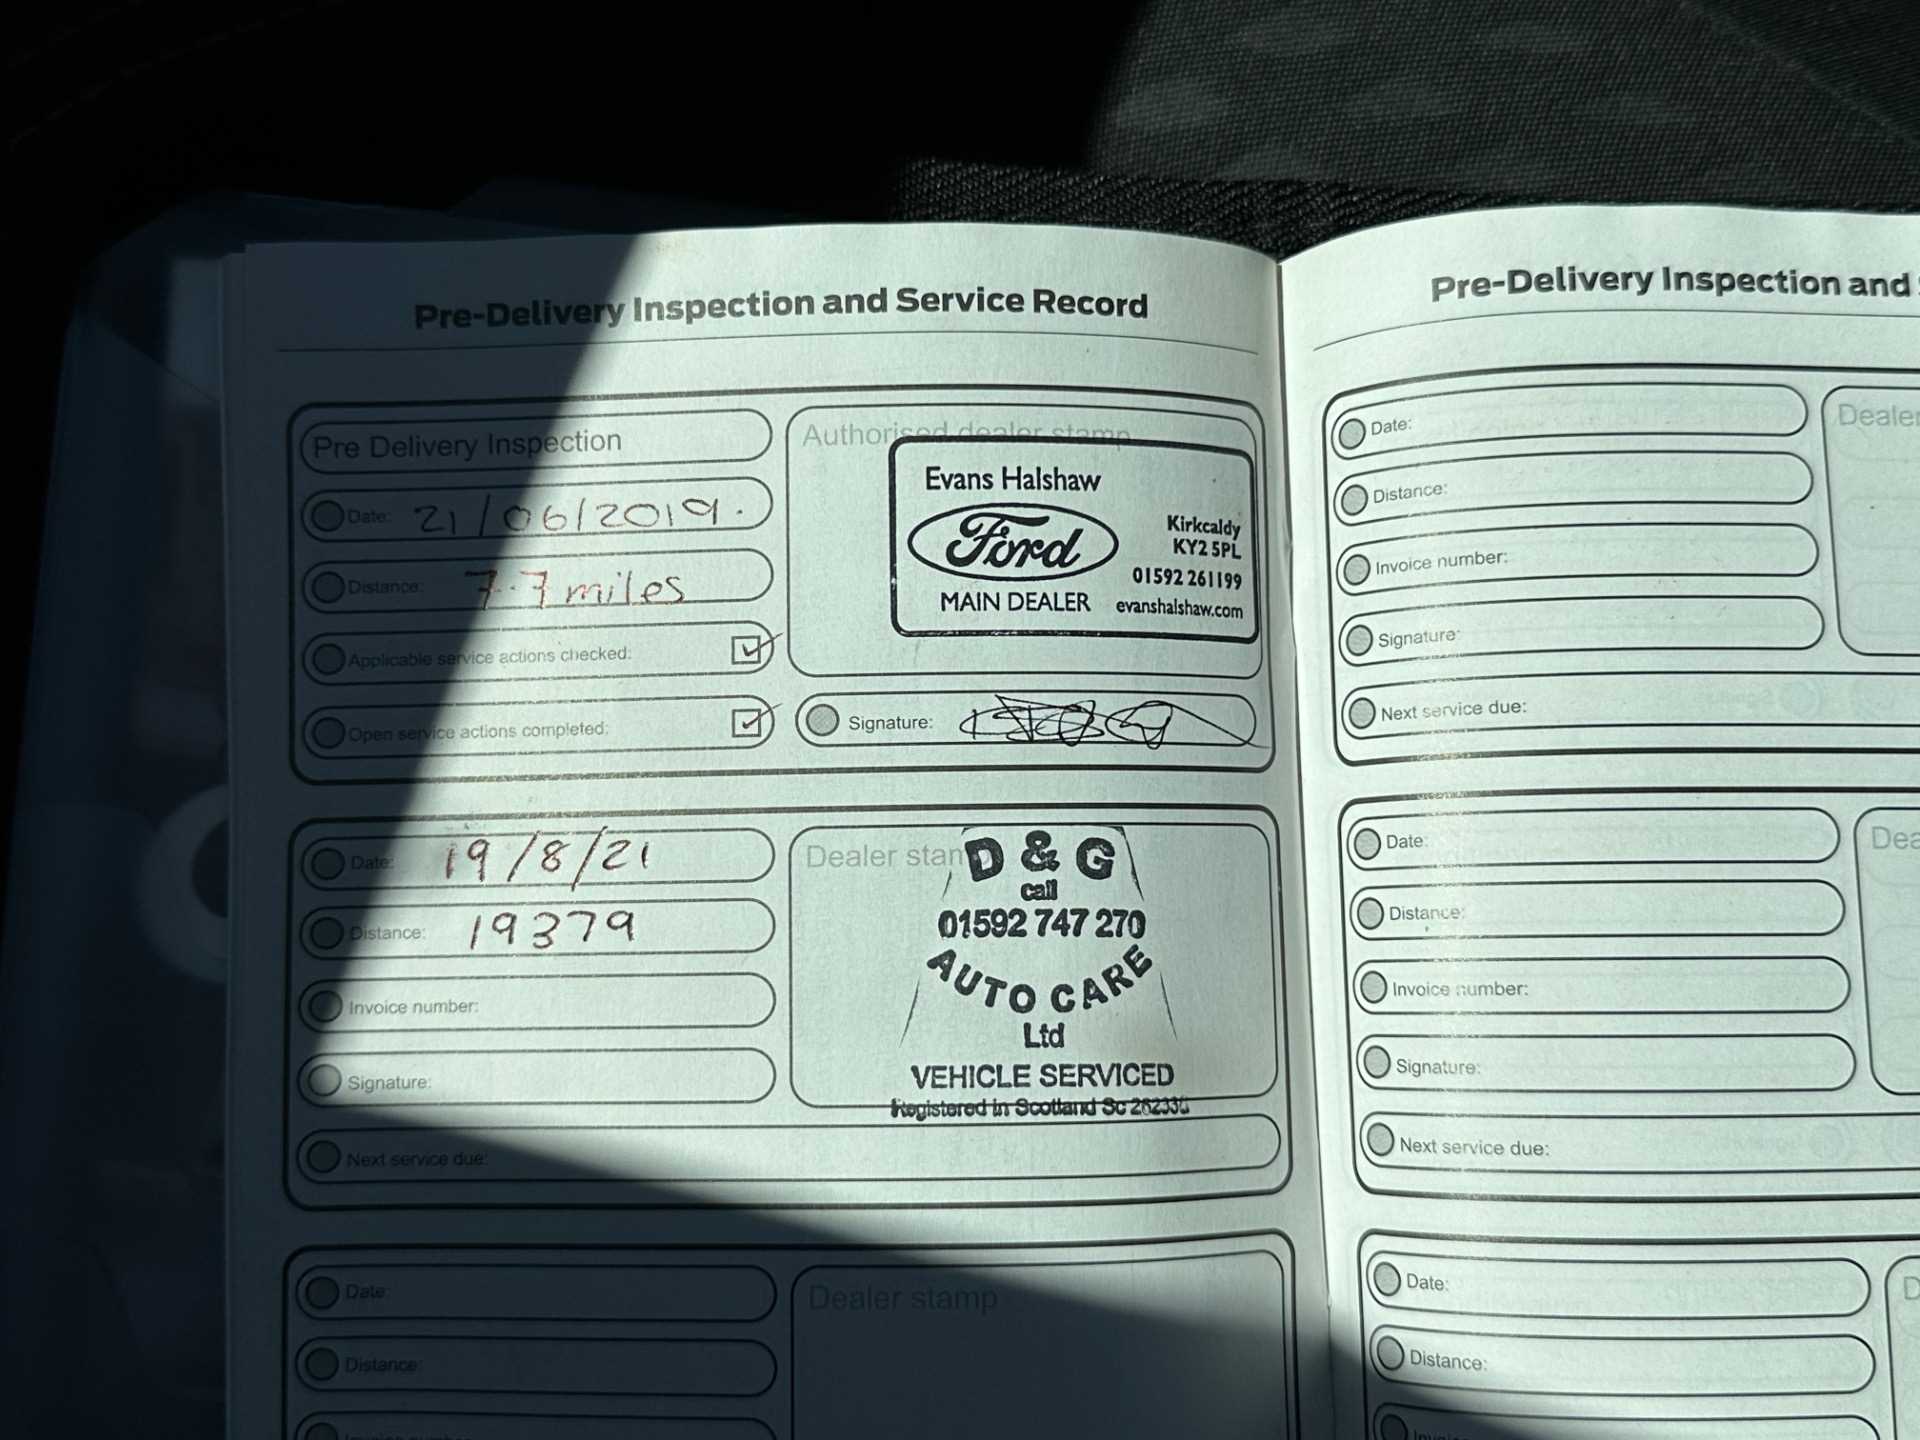 Pre-Delivery Inspection and Service Record
Pre Delivery Inspection
Date: 21/06/2019.
Distance: 7.7 miles
Applicable service actions checked:
Open service actions completed:
Authorised dealer stamp
Evans Halshaw
Ford
MAIN DEALER
Kirkcaldy
KY2 5PL
01592 261199
evanshalshaw.com
Signature:
Date: 19/8/21
Distance: 19379
Invoice number:
Signature:
Next service due:
Dealer stamp
D & G
call
01592 747 270
AUTO CARE
Ltd
VEHICLE SERVICED
Registered in Scotland Sc
Date:
Distance:
Dealer stamp
Pre-Delivery Inspection and
Date:
Distance:
Invoice number:
Signature:
Next service due:
Dealer
Date:
Distance:
Invoice number:
Signature:
Next service due:
Date:
Distance: